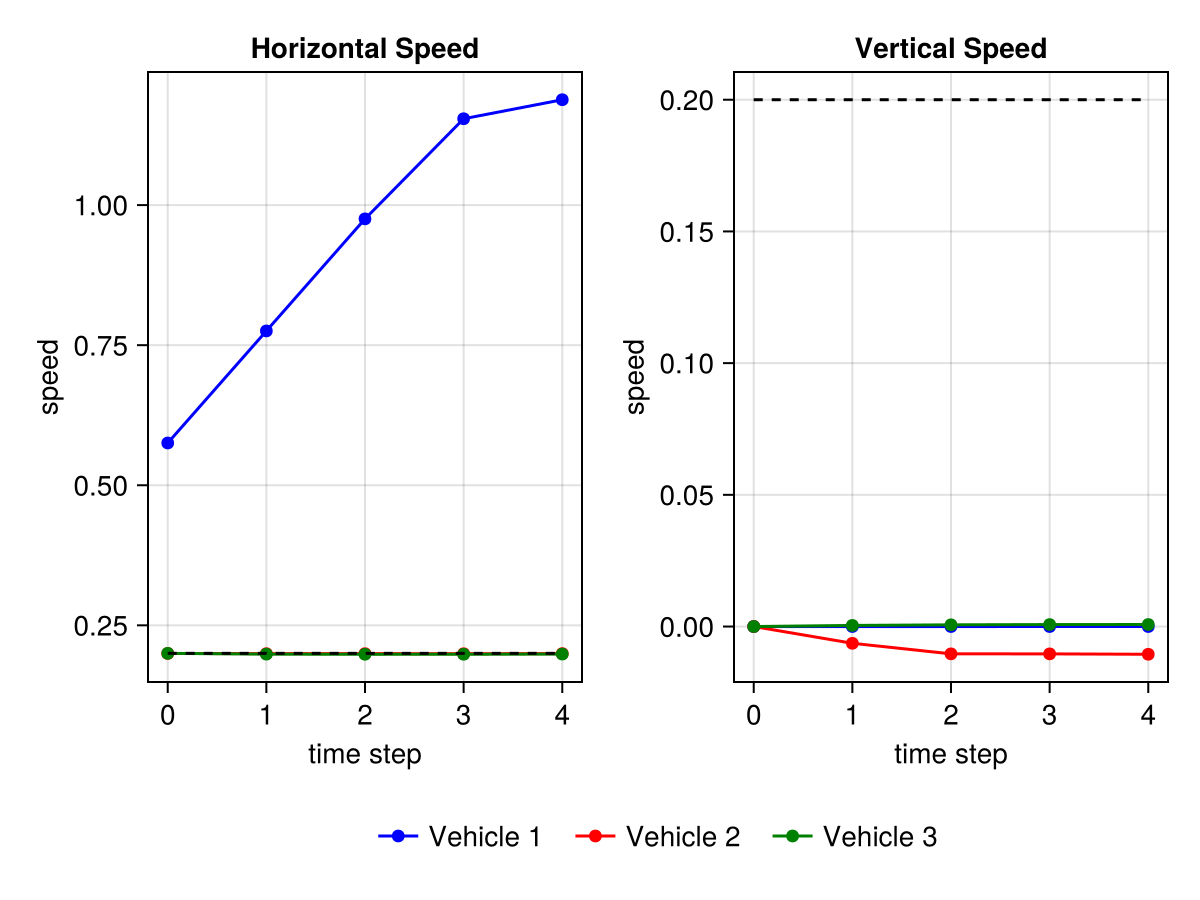 Horizontal Speed
speed
1.00
0.75
0.50
0.25
0 1 2 3 4
time step
Vertical Speed
speed
0.20
0.15
0.10
0.05
0.00
0 1 2 3 4
time step
Vehicle 1 Vehicle 2 Vehicle 3